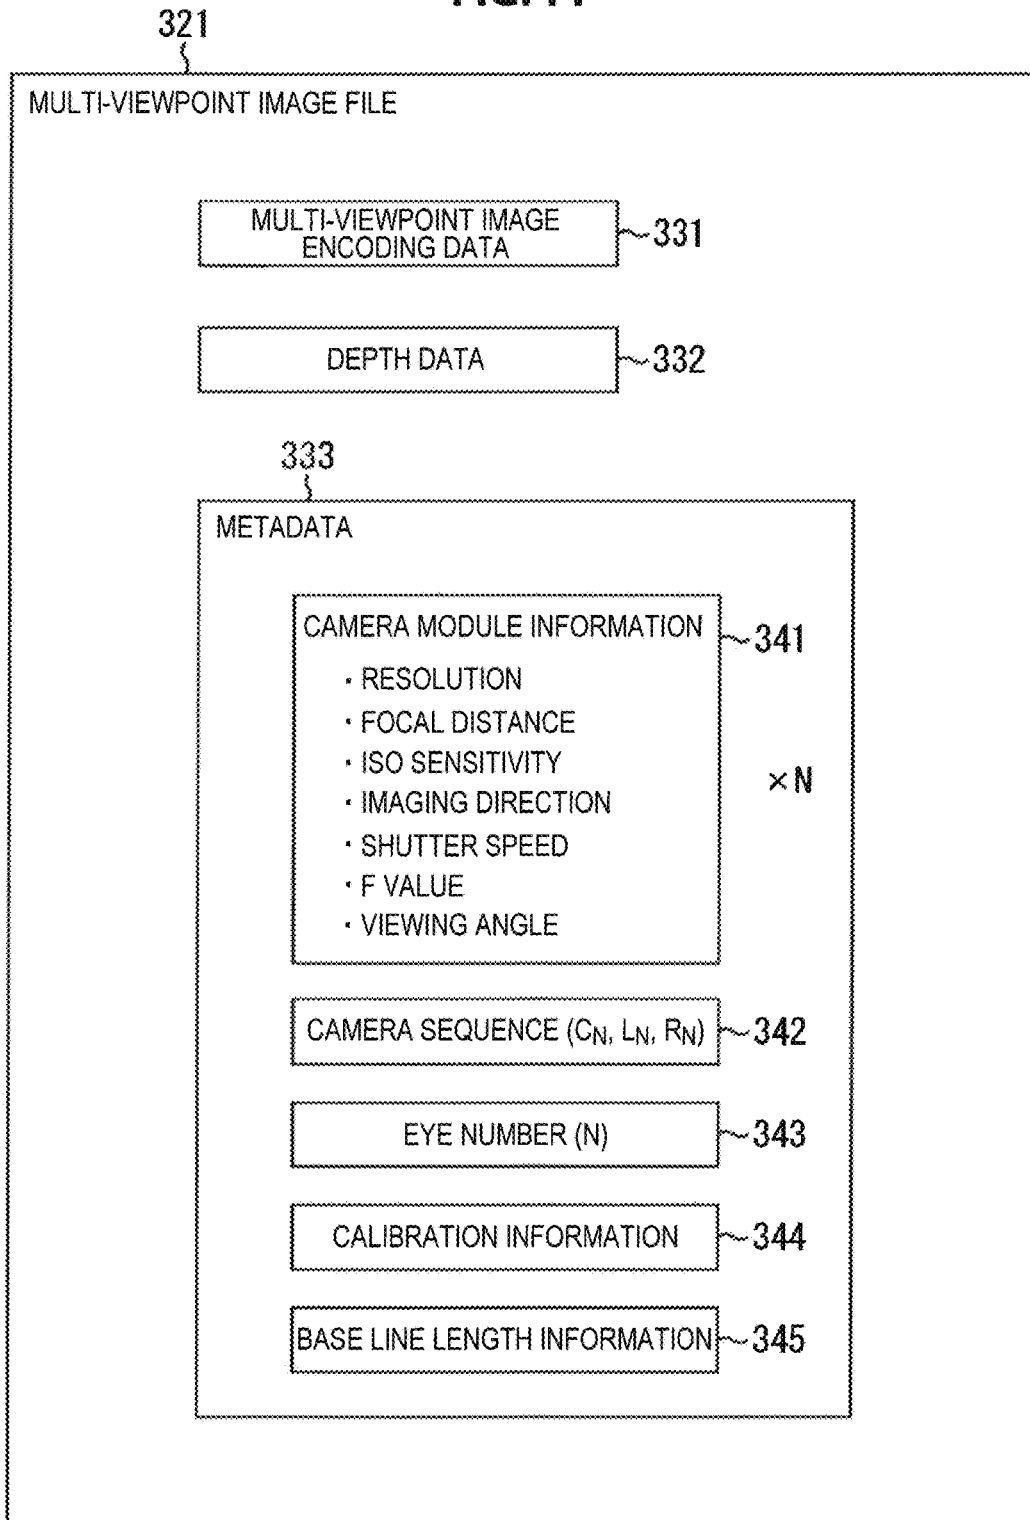 321
MULTI-VIEWPOINT IMAGE FILE
MULTI-VIEWPOINT IMAGE
ENCODING DATA
331
DEPTH DATA
332
333
METADATA
CAMERA MODULE INFORMATION
341
· RESOLUTION
· FOCAL DISTANCE
· ISO SENSITIVITY
· IMAGING DIRECTION
· SHUTTER SPEED
· F VALUE
· VIEWING ANGLE
×N
CAMERA SEQUENCE (CN, LN, RN)
342
EYE NUMBER (N)
343
CALIBRATION INFORMATION
344
BASE LINE LENGTH INFORMATION
345